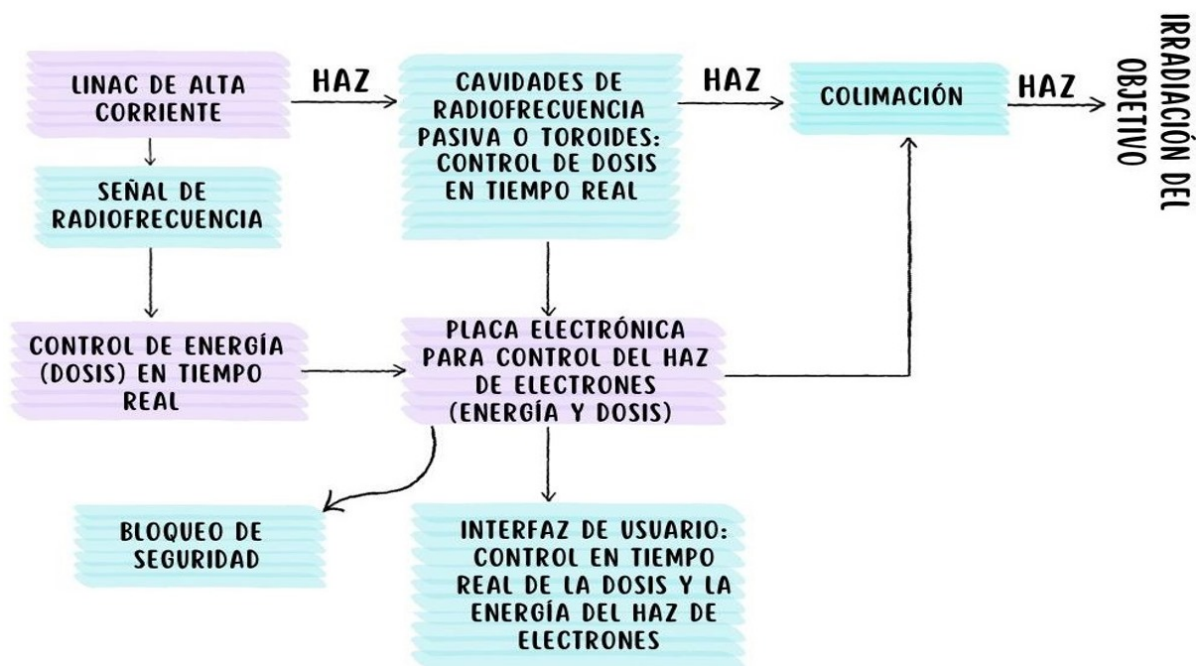 LINAC DE ALTA
CORRIENTE
HAZ
CAVIDADES DE
RADIOFRECUENCIA
PASIVA O TOROIDES:
CONTROL DE DOSIS
EN TIEMPO REAL
HAZ
COLIMACIÓN
HAZ
IRRADIACIÓN DEL
OBJETIVO
SEÑAL DE
RADIOFRECUENCIA
CONTROL DE ENERGÍA
(DOSIS) EN TIEMPO
REAL
PLACA ELECTRÓNICA
PARA CONTROL DEL HAZ
DE ELECTRONES
(ENERGÍA Y DOSIS)
BLOQUEO DE
SEGURIDAD
INTERFAZ DE USUARIO:
CONTROL EN TIEMPO
REAL DE LA DOSIS Y LA
ENERGÍA DEL HAZ DE
ELECTRONES